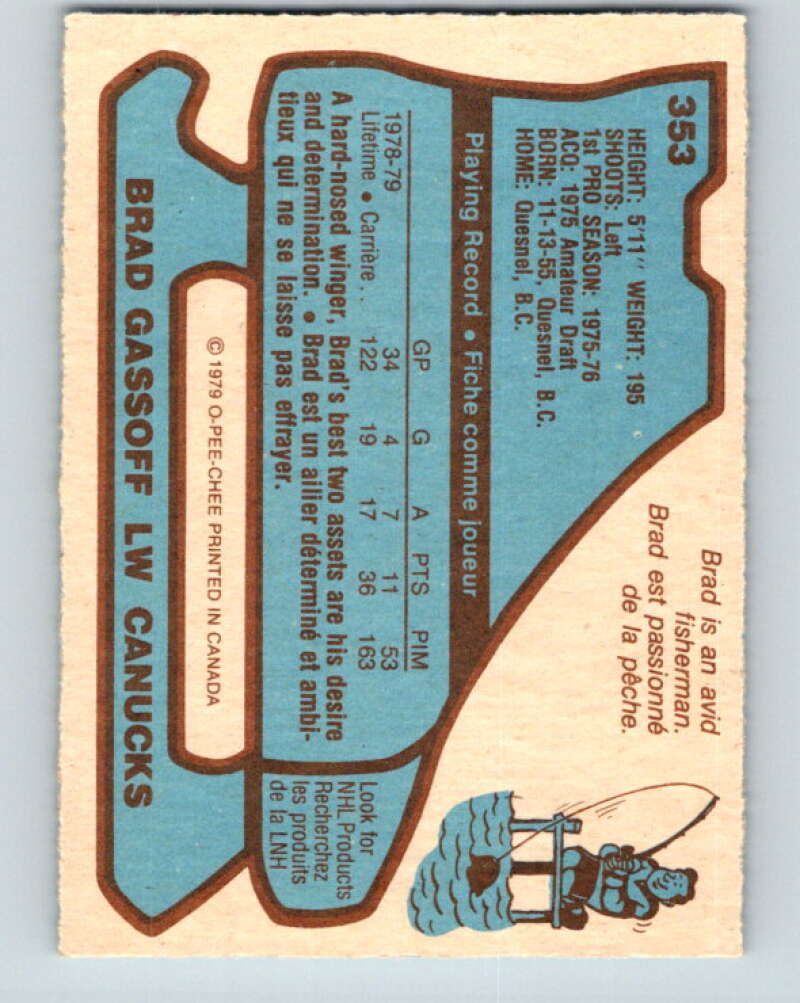 353
HEIGHT: 5'11" WEIGHT: 195
SHOOTS: Left
1st PRO SEASON: 1975-76
ACQ: 1975 Amateur Draft
BORN: 11-13-55, Quesnel, B.C.
HOME: Quesnel, B.C.
Brad is an avid
fisherman.
Brad est passionné
de la pêche.
Playing Record • Fiche comme joueur
GP G A PTS PIM
1978-79 34 4 7 11 53
Lifetime • Carrière . . 122 19 17 36 163
A hard-nosed winger, Brad's best two assets are his desire
and determination. • Brad est un ailier déterminé et ambi-
tieux qui ne se laisse pas effrayer.
Look for
NHL Products
Recherchez
les produits
de la LNH
© 1979 O-PEE-CHEE PRINTED IN CANADA
BRAD GASSOFF LW CANUCKS